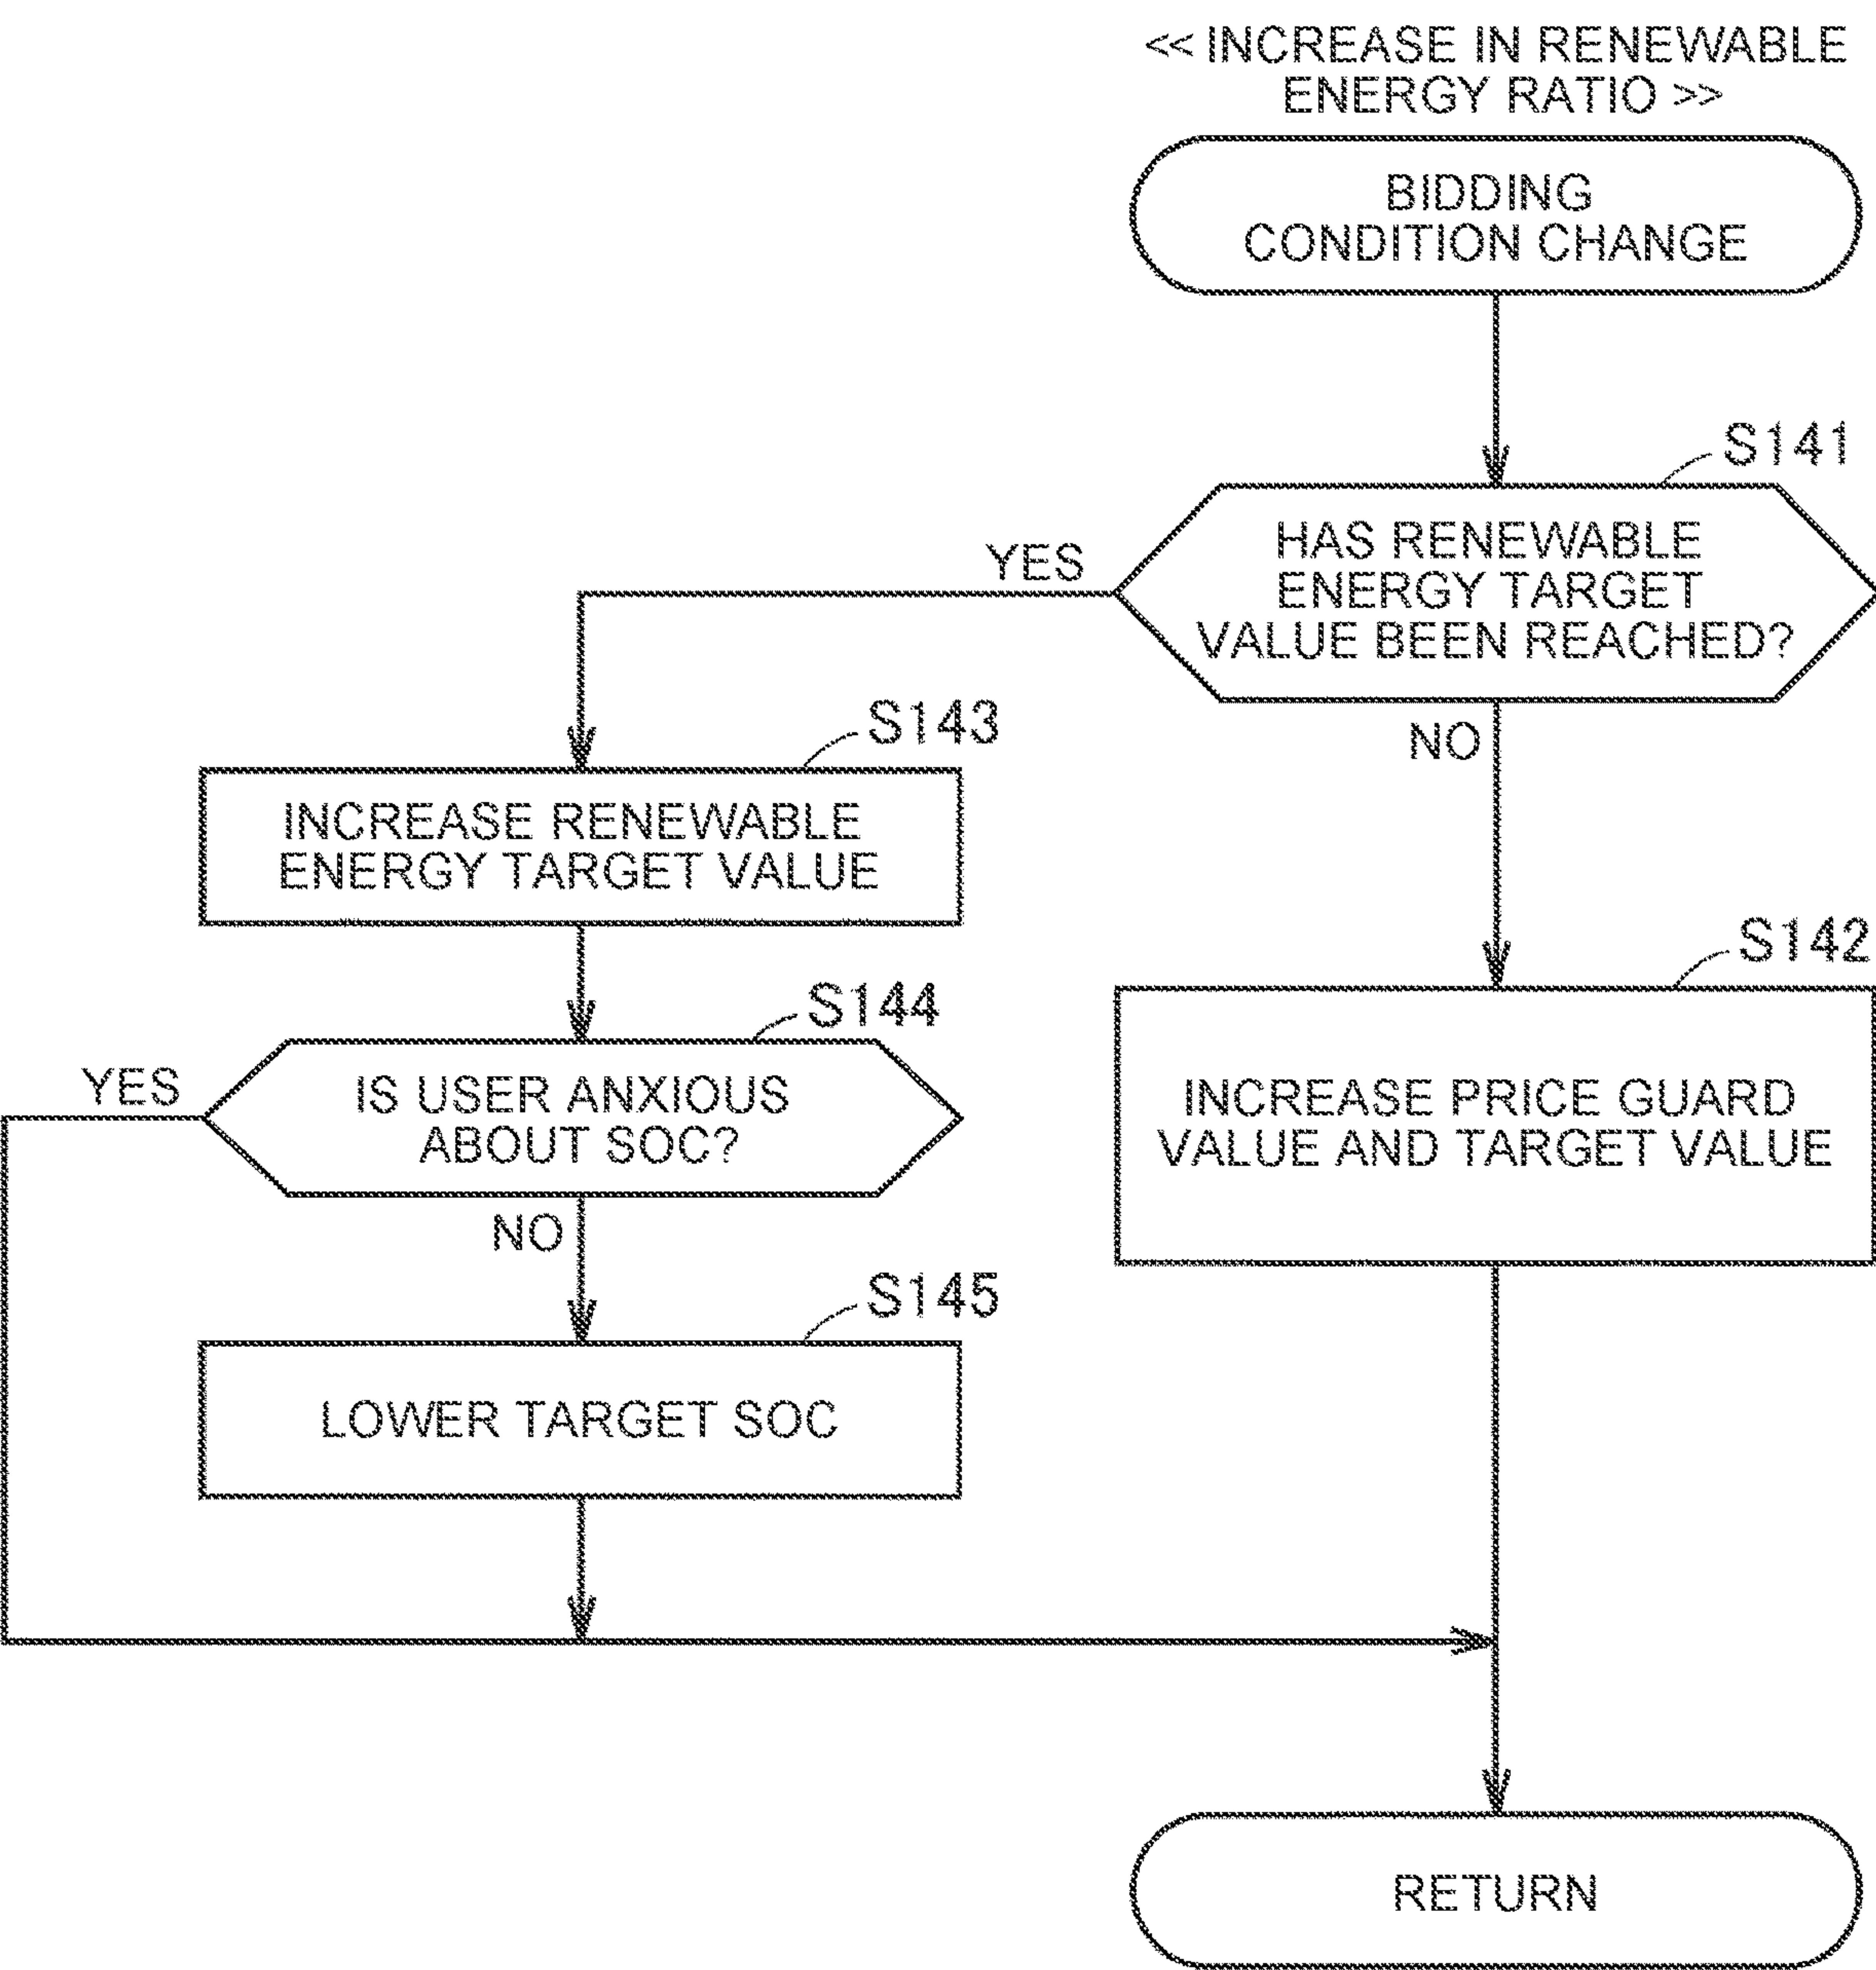 << INCREASE IN RENEWABLE
ENERGY RATIO >>
BIDDING
CONDITION CHANGE
S141
HAS RENEWABLE
ENERGY TARGET
VALUE BEEN REACHED?
YES
NO
S143
INCREASE RENEWABLE
ENERGY TARGET VALUE
S142
INCREASE PRICE GUARD
VALUE AND TARGET VALUE
S144
IS USER ANXIOUS
ABOUT SOC?
YES
NO
S145
LOWER TARGET SOC
RETURN